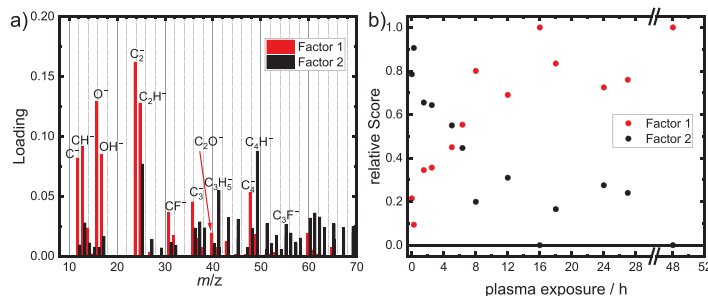 a)
0.20
0.15
0.10
0.05
0.00
Loading
10 20 30 40 50 60 70
m/z
Factor 1
Factor 2
C⁻
CH⁻
O⁻
OH⁻
C₂⁻
C₂H⁻
CF⁻
C₃⁻
C₂O⁻
C₃H₅⁻
C₄⁻
C₄H⁻
C₃F⁻
b)
1.0
0.8
0.6
0.4
0.2
0.0
relative Score
0 4 8 12 16 20 24 28 48 52
plasma exposure / h
Factor 1
Factor 2